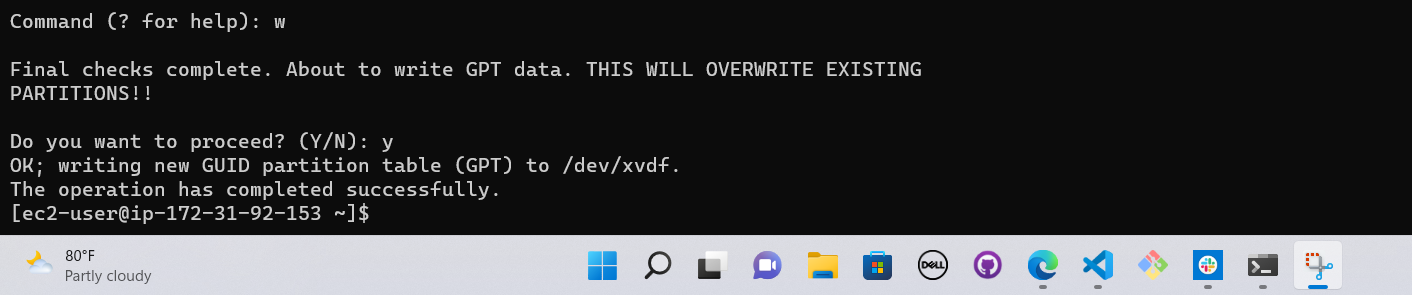 Command (? for help): w
Final checks complete. About to write GPT data. THIS WILL OVERWRITE EXISTING
PARTITIONS!!
Do you want to proceed? (Y/N): y
OK; writing new GUID partition table (GPT) to /dev/xvdf.
The operation has completed successfully.
[ec2-user@ip-172-31-92-153 ~]$
80°F
Partly cloudy
DELL